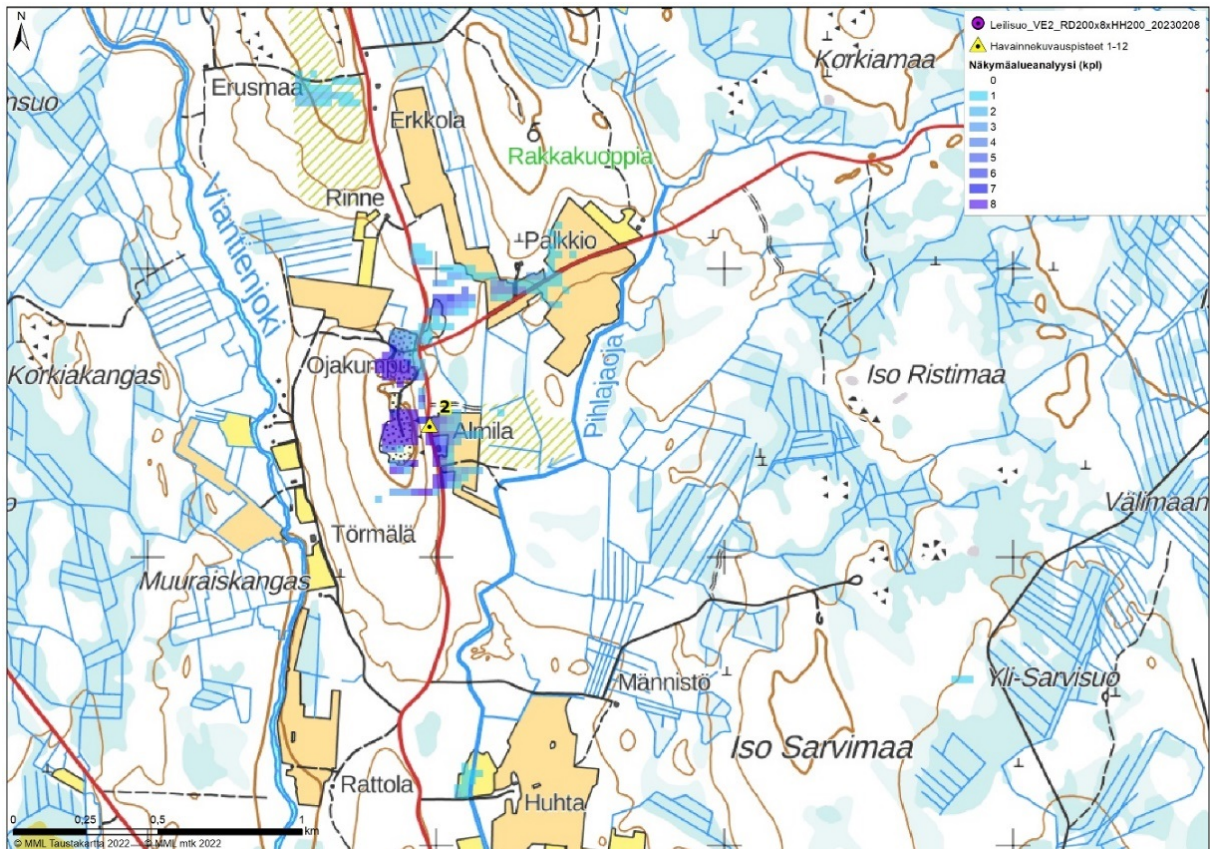 N
Leilisuo_VE2_RD200x8xHH200_20230208
Havainnekuvauspisteet 1-12
Näkymäalueanalyysi (kpl)
0
1
2
3
4
5
6
7
8
Korkiamaa
Erusmaa
nsuo
Erkkola
Rakkakuoppia
Viantienjoki
Rinne
Palkkio
Pihlajaoja
Ojakumpu
Korkiakangas
Iso Ristimaa
2
Almila
Välimaan
Törmälä
Muuraiskangas
Männistö
Yli-Sarvisuo
Iso Sarvimaa
Rattola
Huhta
0 0,25 0,5 1
km
© MML Taustakartta 2022 © MML mtk 2022